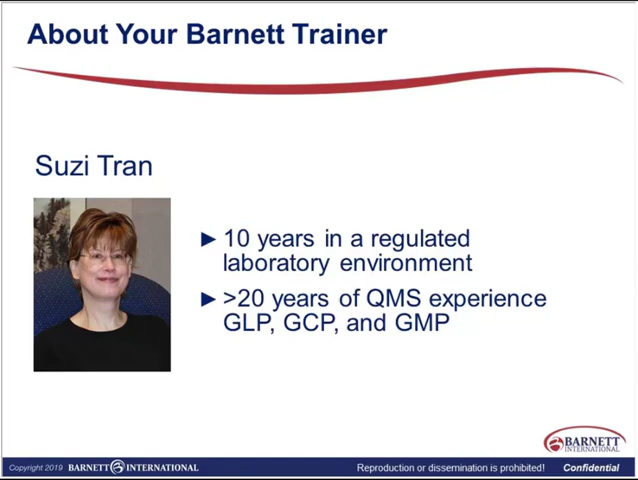 About Your Barnett Trainer
Suzi Tran
► 10 years in a regulated
laboratory environment
► >20 years of QMS experience
GLP, GCP, and GMP
BARNETT
INTERNATIONAL
Copyright 2019 BARNETT INTERNATIONAL Reproduction or dissemination is prohibited! Confidential